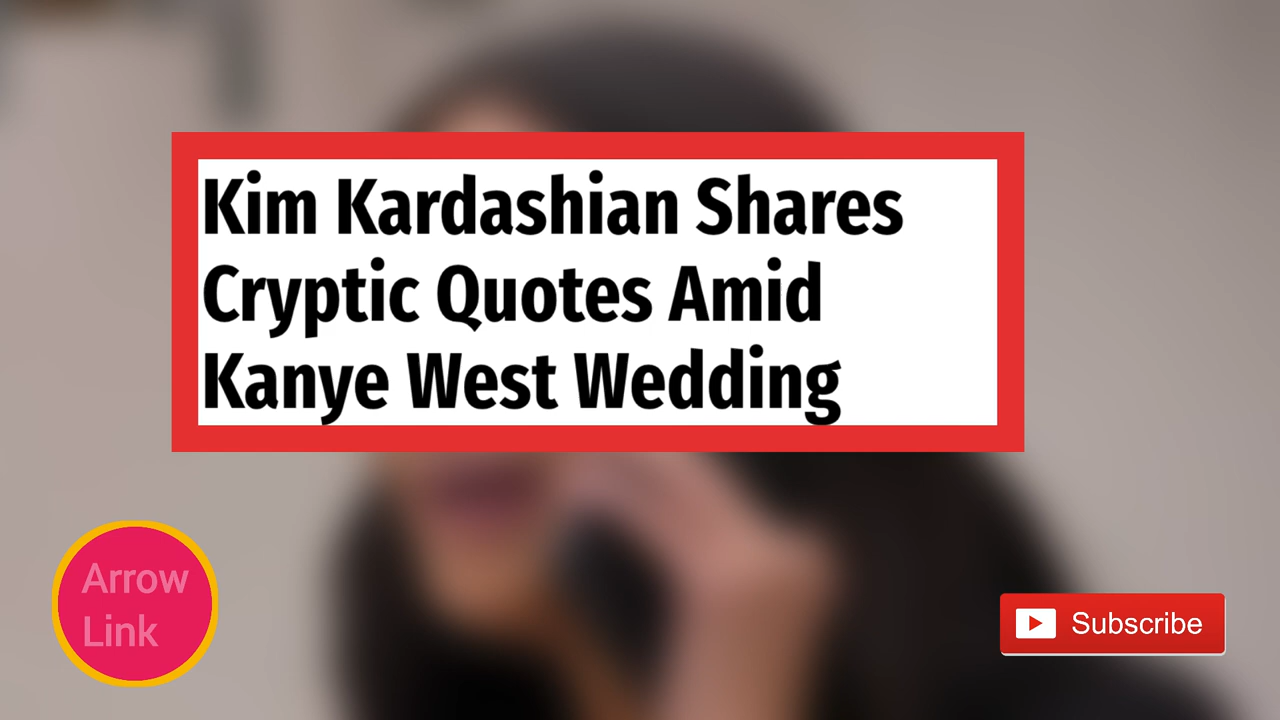 Kim Kardashian Shares
Cryptic Quotes Amid
Kanye West Wedding
Arrow
Link
Subscribe